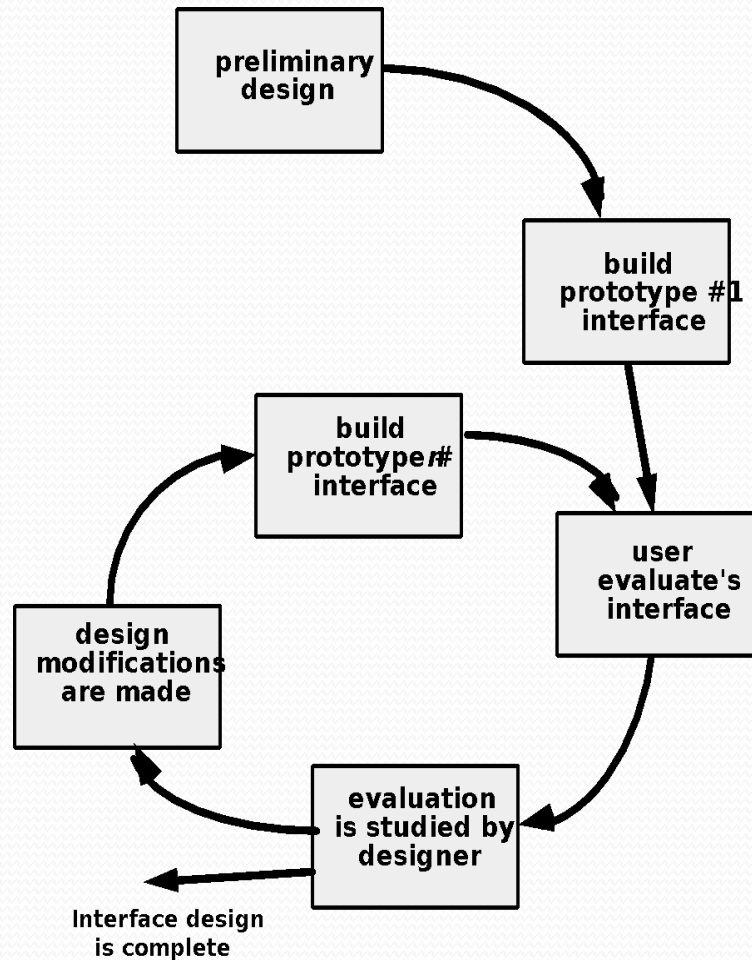 preliminary
design
build
prototype #1
interface
build
prototype n#
interface
user
evaluate's
interface
design
modifications
are made
evaluation
is studied by
designer
Interface design
is complete